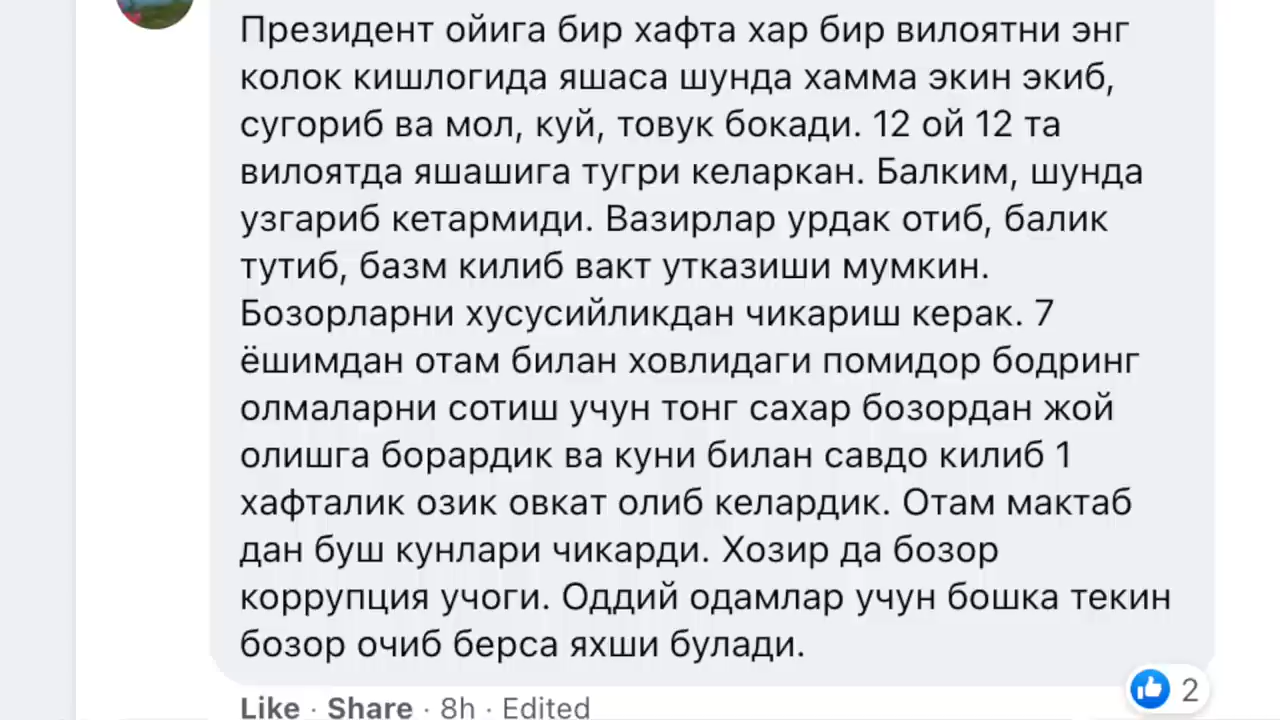 Президент ойига бир хафта хар бир вилоятни энг
колок кишлогида яшаса шунда хамма экин экиб,
сугориб ва мол, куй, товук бокади. 12 ой 12 та
вилоятда яшашига тугри келаркан. Балким, шунда
узгариб кетармиди. Вазирлар урдак отиб, балик
тутиб, базм килиб вакт утказиши мумкин.
Бозорларни хусусийликдан чикариш керак. 7
ёшимдан отам билан ховлидаги помидор бодринг
олмаларни сотиш учун тонг сахар бозордан жой
олишга борардик ва куни билан савдо килиб 1
хафталик озик овкат олиб келардик. Отам мактаб
дан буш кунлари чикарди. Хозир да бозор
коррупция учоги. Оддий одамлар учун бошка текин
бозор очиб берса яхши булади.
2
Like · Share · 8h · Edited